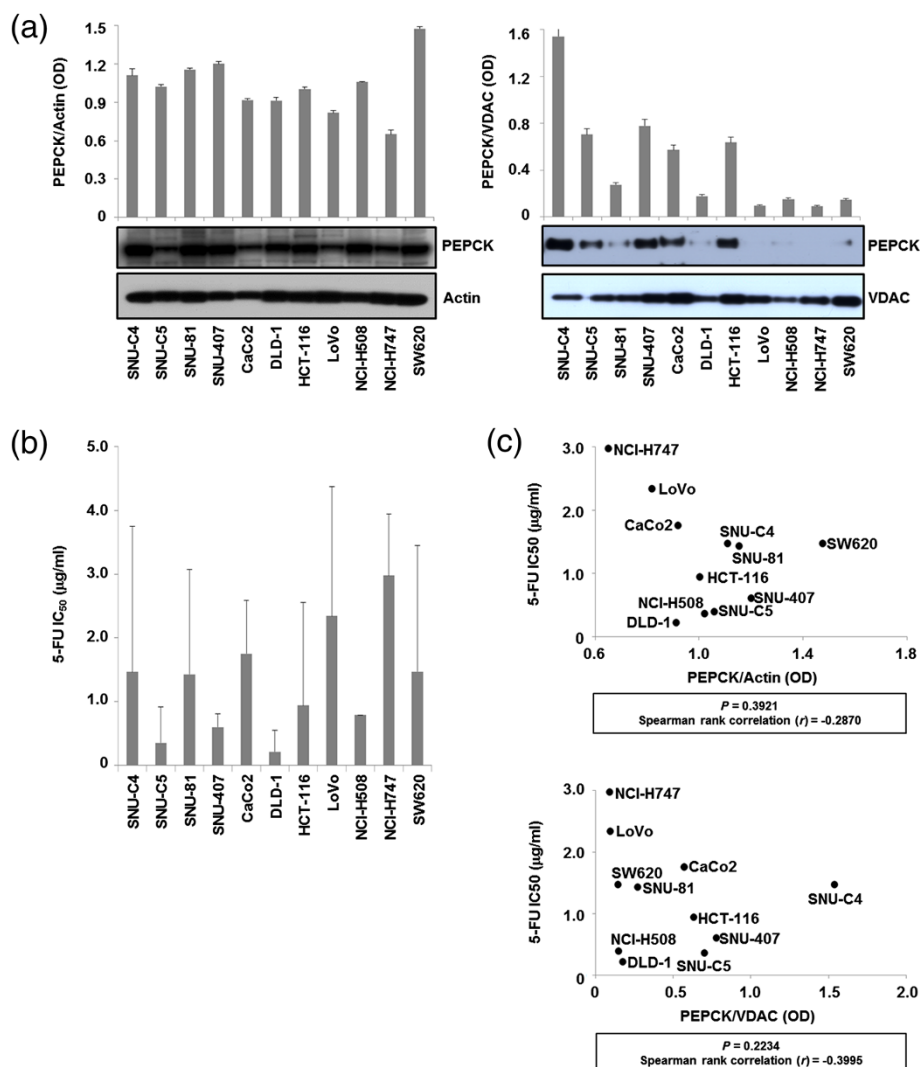 (a)
PEPCK/Actin (OD)
1.5
1.2
0.9
0.6
0.3
0
PEPCK
Actin
SNU-C4
SNU-C5
SNU-81
SNU-407
CaCo2
DLD-1
HCT-116
LoVo
NCI-H508
NCI-H747
SW620
PEPCK/VDAC (OD)
1.6
1.2
0.8
0.4
0
PEPCK
VDAC
SNU-C4
SNU-C5
SNU-81
SNU-407
CaCo2
DLD-1
HCT-116
LoVo
NCI-H508
NCI-H747
SW620
(b)
5-FU IC50 (µg/ml)
5.0
4.0
3.0
2.0
1.0
0
SNU-C4
SNU-C5
SNU-81
SNU-407
CaCo2
DLD-1
HCT-116
LoVo
NCI-H508
NCI-H747
SW620
(c)
5-FU IC50 (µg/ml)
3.0
2.0
1.0
0
NCI-H747
LoVo
CaCo2
SNU-C4
SNU-81
SW620
HCT-116
SNU-407
NCI-H508
SNU-C5
DLD-1
0.6 1.0 1.4 1.8
PEPCK/Actin (OD)
P = 0.3921
Spearman rank correlation (r) = -0.2870
5-FU IC50 (µg/ml)
3.0
2.0
1.0
0
NCI-H747
LoVo
SW620
CaCo2
SNU-81
SNU-C4
HCT-116
SNU-407
NCI-H508
DLD-1
SNU-C5
0 0.5 1.0 1.5 2.0
PEPCK/VDAC (OD)
P = 0.2234
Spearman rank correlation (r) = -0.3995